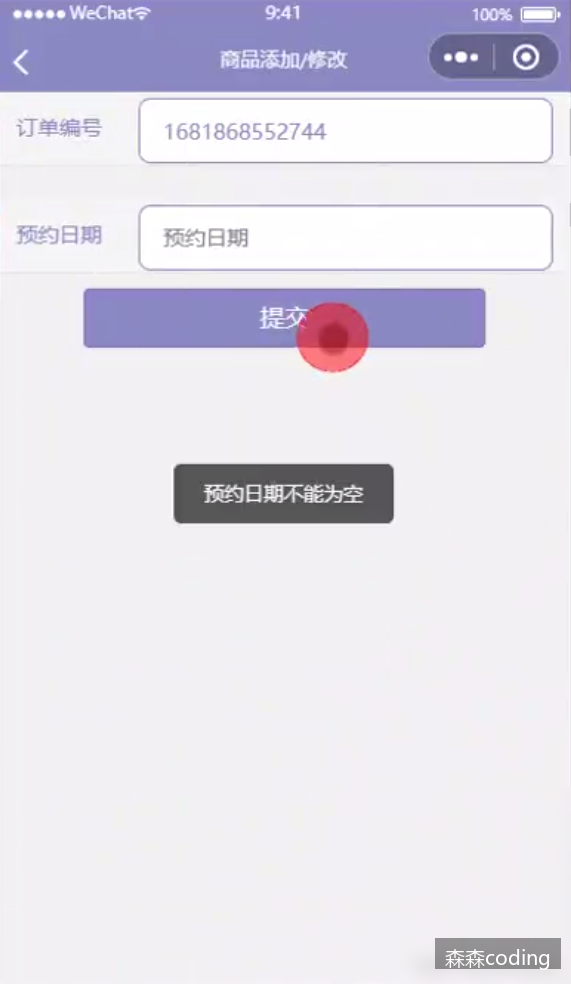 WeChat 9:41 100%
商品添加/修改
订单编号 1681868552744
预约日期 预约日期
提交
预约日期不能为空
森森coding